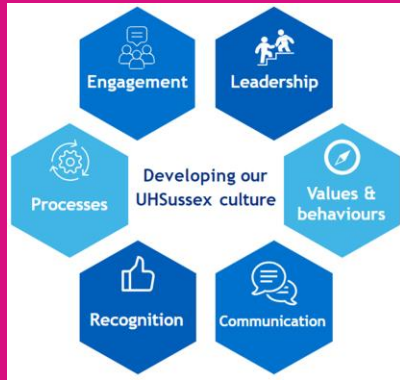 Engagement
Leadership
Processes
Developing our
UHSussex culture
Values &
behaviours
Recognition
Communication